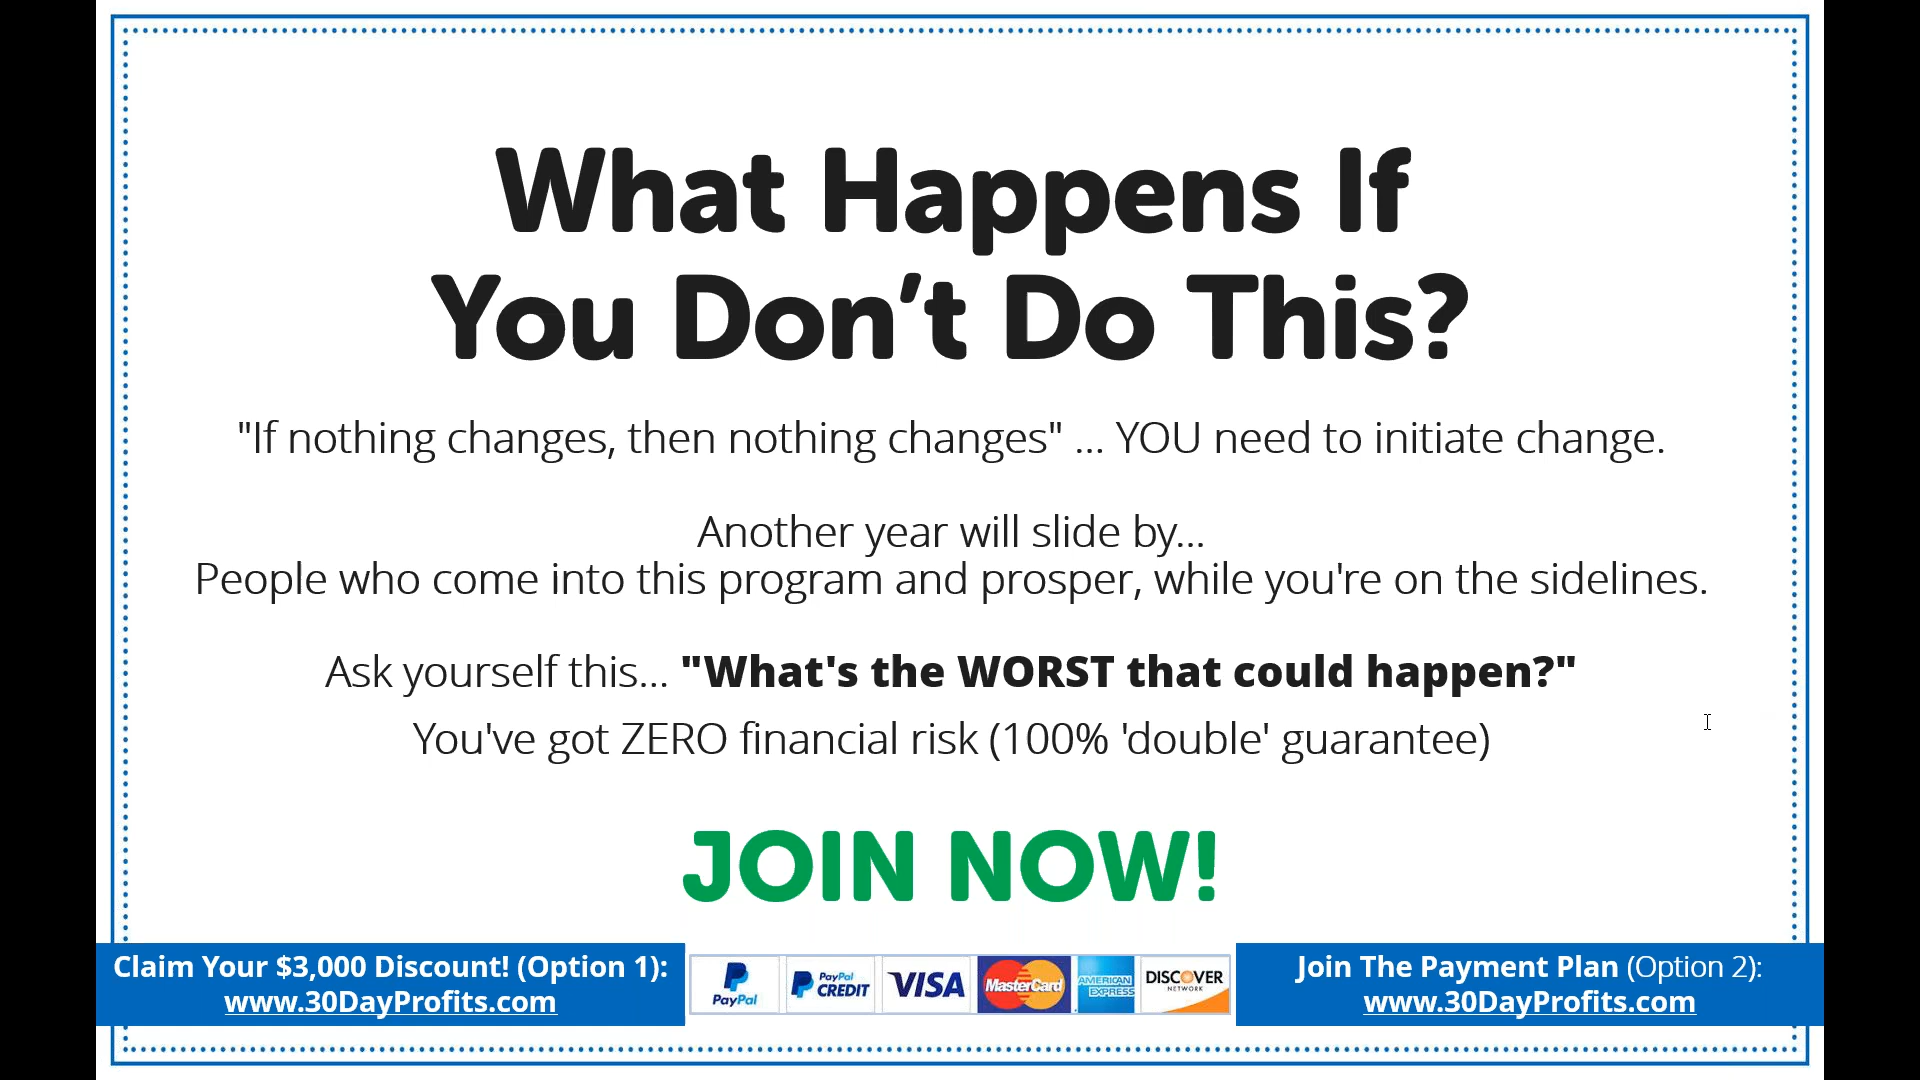 What Happens If
You Don’t Do This?
"If nothing changes, then nothing changes" ... YOU need to initiate change.
Another year will slide by...
People who come into this program and prosper, while you're on the sidelines.
Ask yourself this... "What's the WORST that could happen?"
You've got ZERO financial risk (100% 'double' guarantee)
JOIN NOW!
Claim Your $3,000 Discount! (Option 1):
www.30DayProfits.com
PayPal
PayPal CREDIT
VISA
MasterCard
AMERICAN EXPRESS
DISCOVER
NETWORK
Join The Payment Plan (Option 2):
www.30DayProfits.com